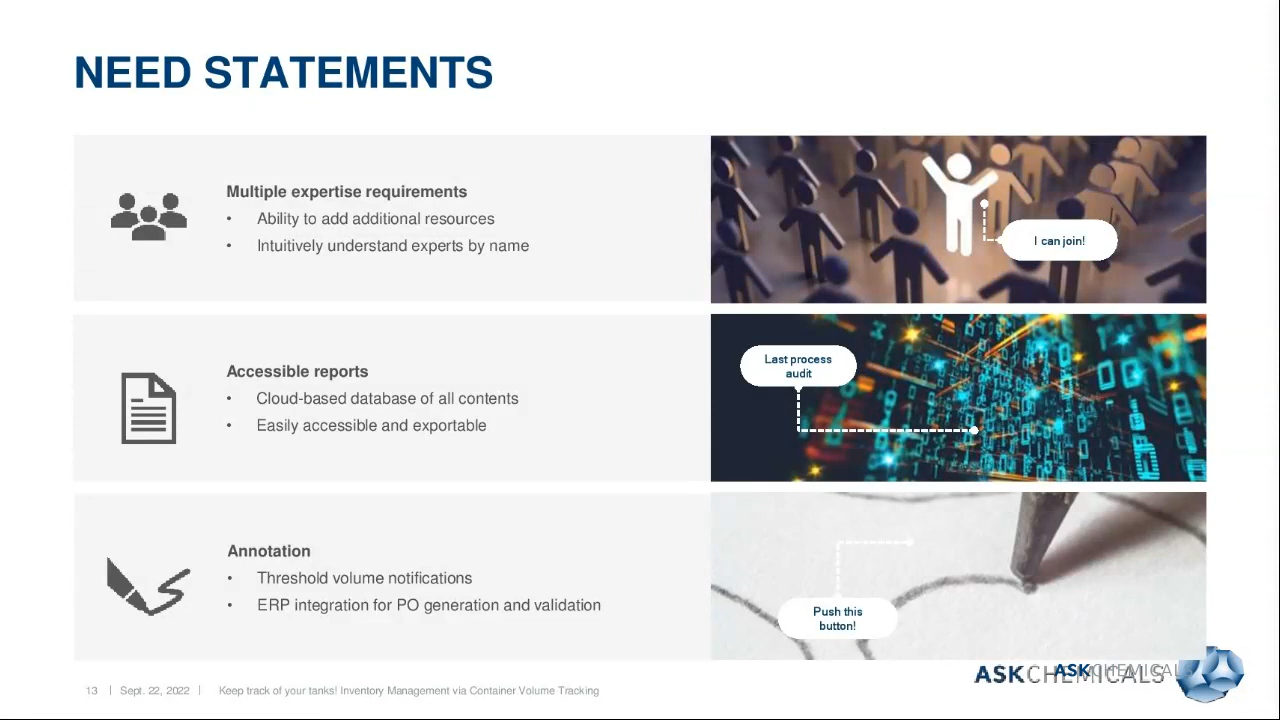 NEED STATEMENTS
Multiple expertise requirements
• Ability to add additional resources
• Intuitively understand experts by name
I can join!
Accessible reports
• Cloud-based database of all contents
• Easily accessible and exportable
Last process
audit
Annotation
• Threshold volume notifications
• ERP integration for PO generation and validation
Push this
button!
13 | Sept. 22, 2022 | Keep track of your tanks! Inventory Management via Container Volume Tracking
ASKCHEMICALS
ASKCHEMICAL